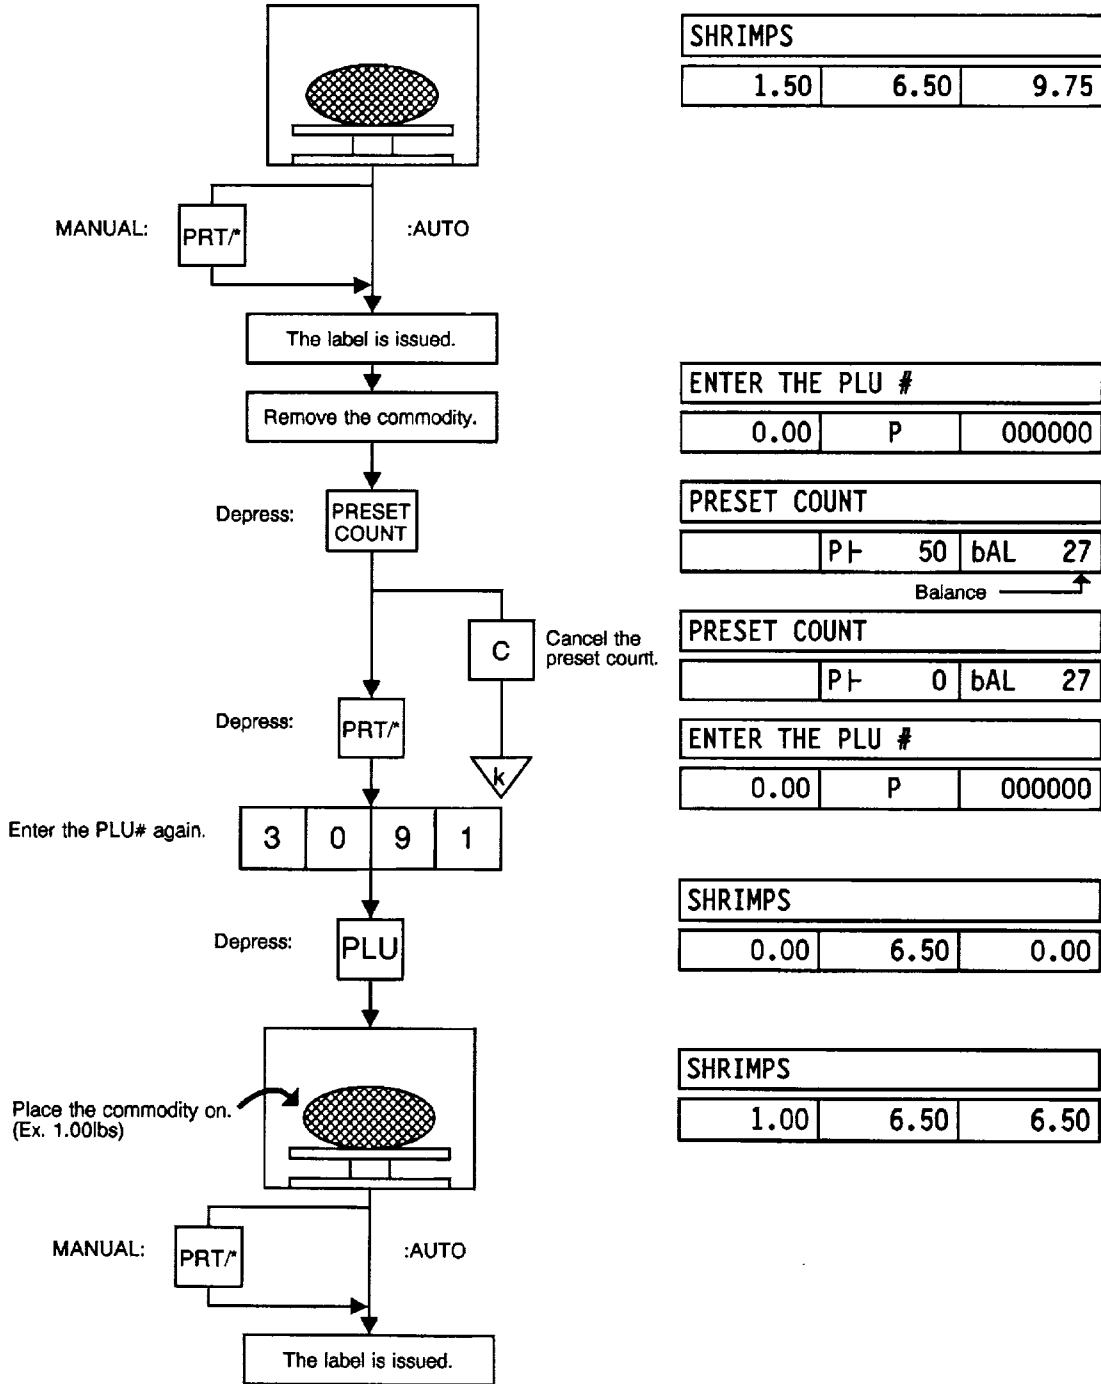 SHRIMPS
1.50 6.50 9.75
MANUAL: PRT/* :AUTO
The label is issued.
ENTER THE PLU #
0.00 P 000000
Remove the commodity.
PRESET COUNT
P⊢ 50 bAL 27
Balance
Depress: PRESET
COUNT
C Cancel the
preset count.
PRESET COUNT
P⊢ 0 bAL 27
Depress: PRT/*
k
ENTER THE PLU #
0.00 P 000000
Enter the PLU# again. 3 0 9 1
Depress: PLU
SHRIMPS
0.00 6.50 0.00
Place the commodity on.
(Ex. 1.00lbs)
SHRIMPS
1.00 6.50 6.50
MANUAL: PRT/* :AUTO
The label is issued.